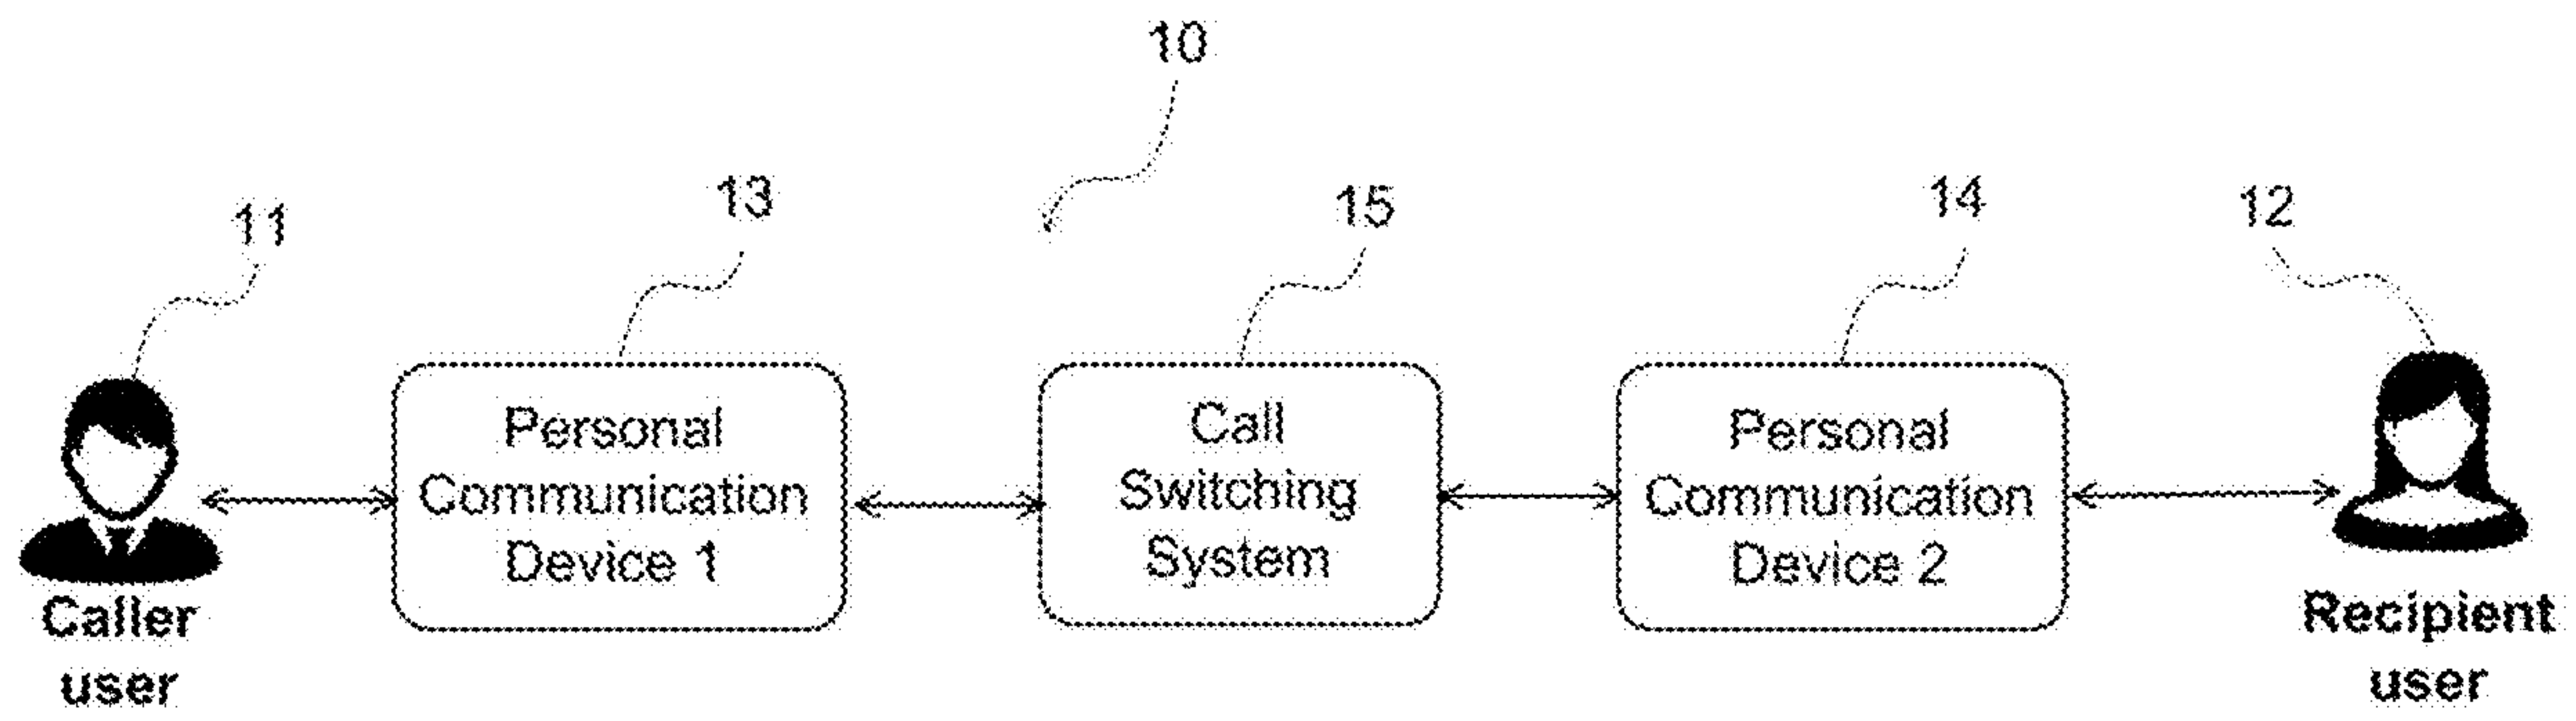 10
11
13
15
14
12
Personal
Communication
Device 1
Call
Switching
System
Personal
Communication
Device 2
Caller
user
Recipient
user